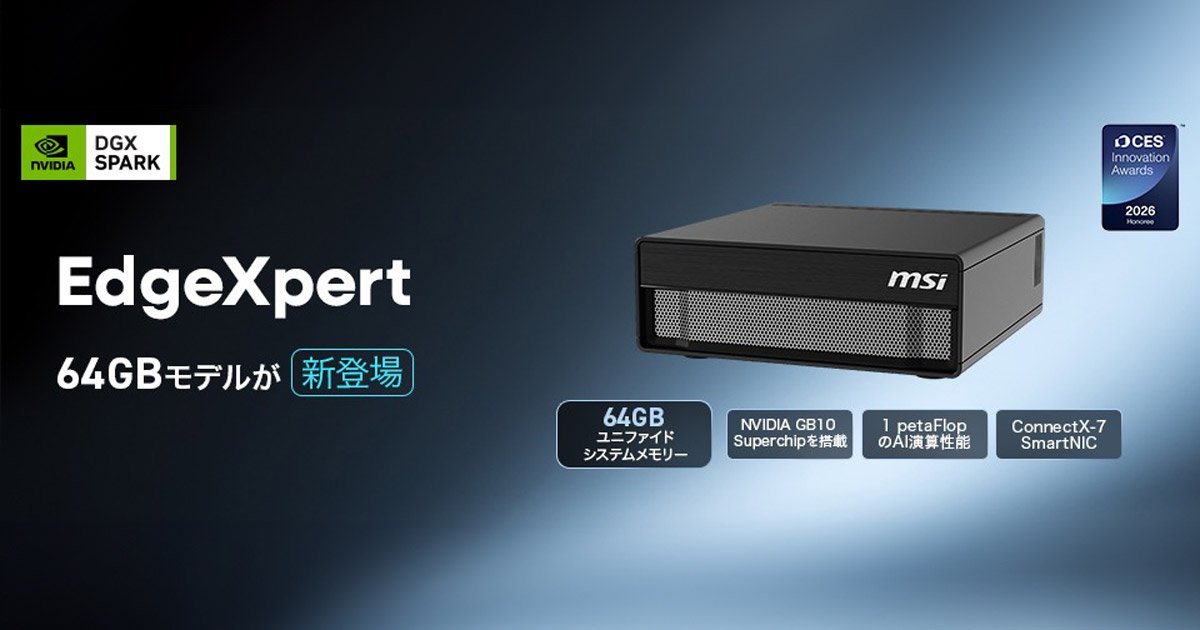 NVIDIA
DGX
SPARK
EdgeXpert
64GBモデルが 新登場
CES
Innovation
Awards
2026
Honoree
msi
64GB
ユニファイド
システムメモリー
NVIDIA GB10
Superchipを搭載
1 petaFlop
のAI演算性能
ConnectX-7
SmartNIC